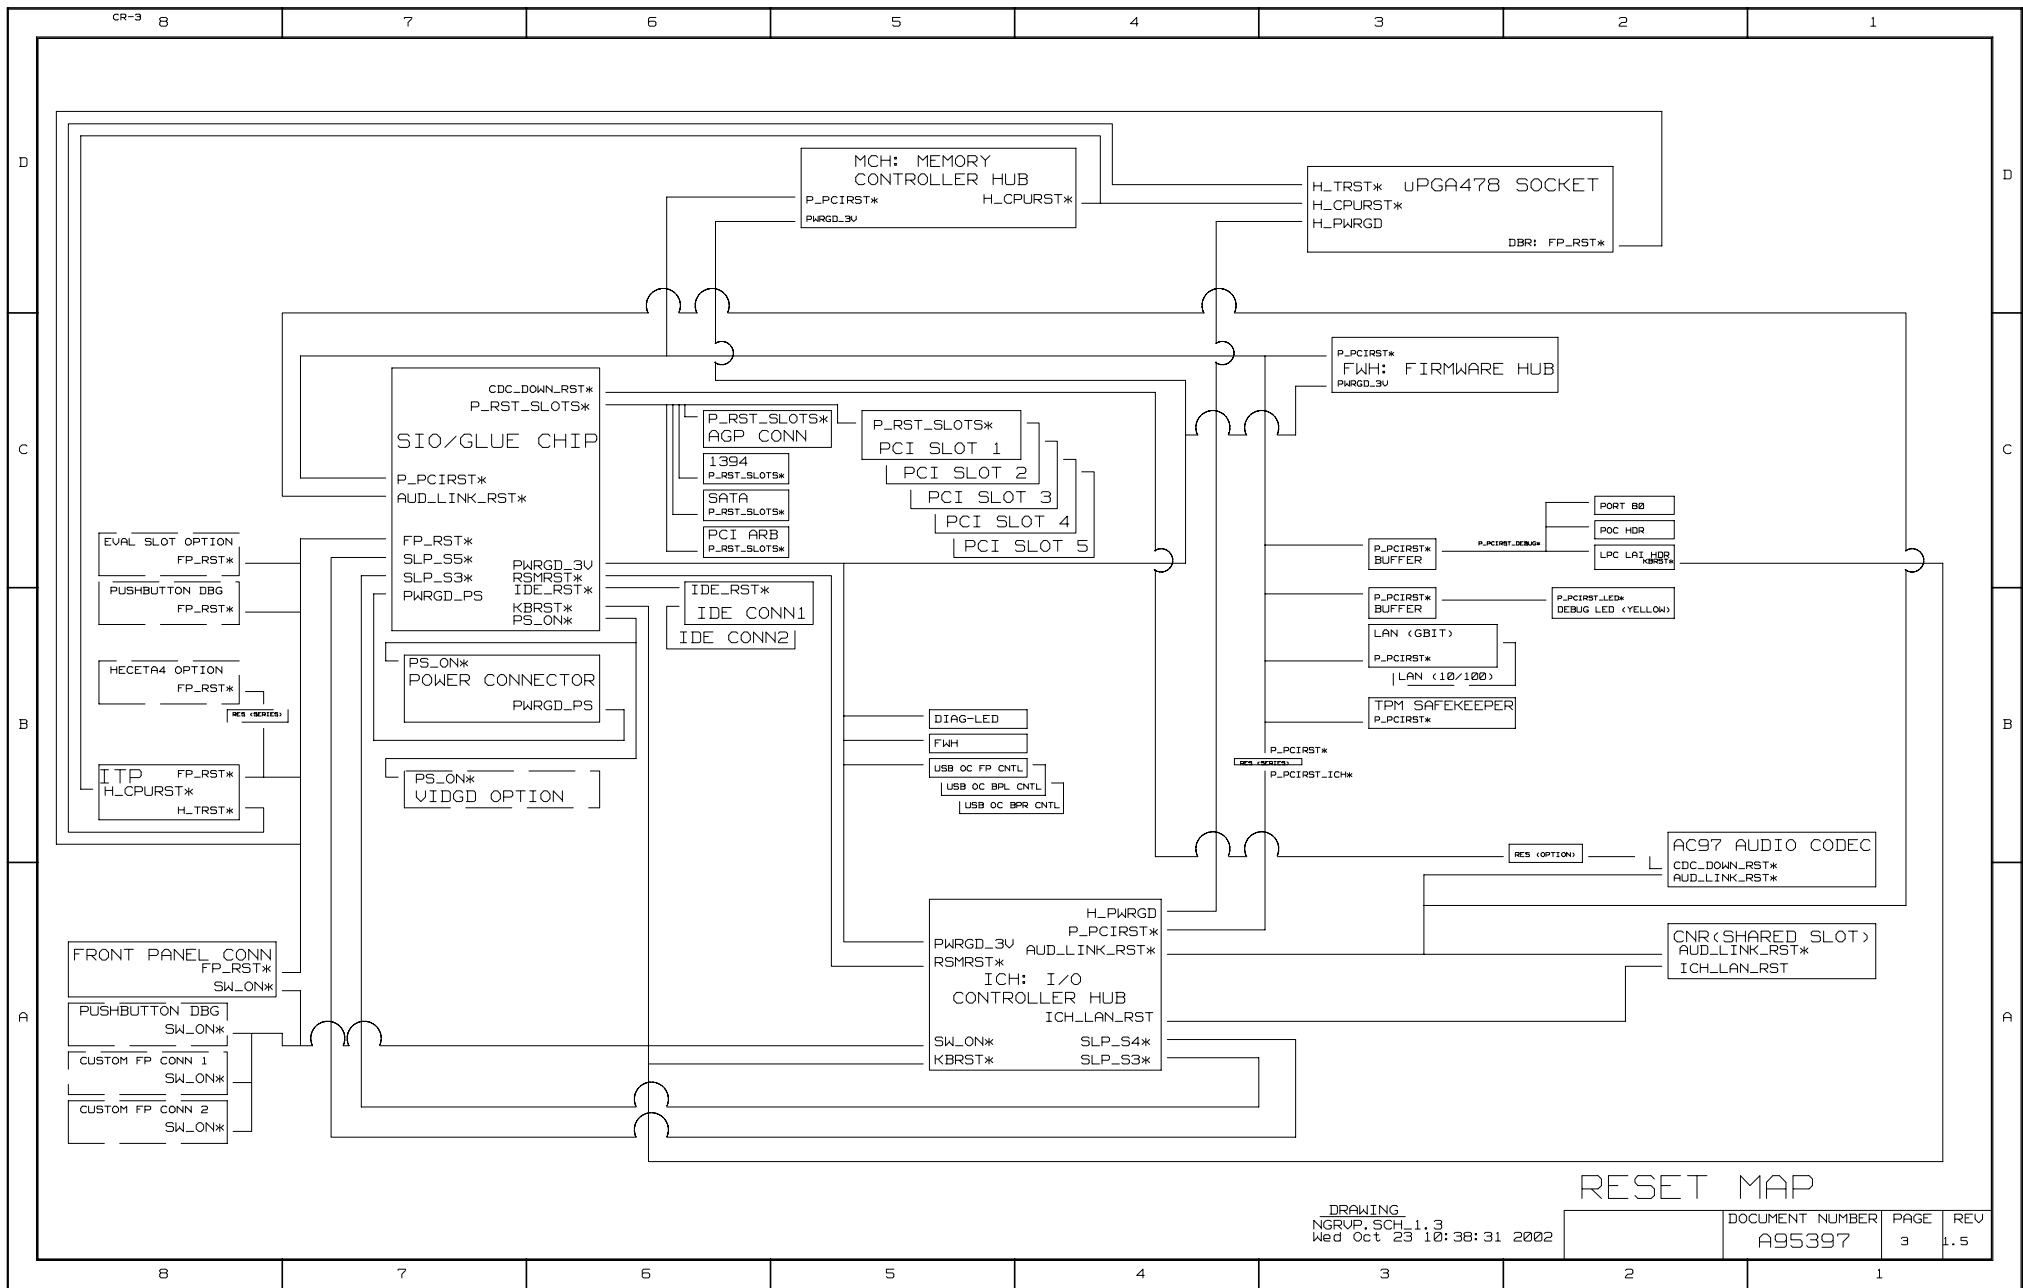 CR-3
8 7 6 5 4 3 2 1
D
D
MCH: MEMORY
CONTROLLER HUB
P_PCIRST*
H_CPURST*
PWRGD_3V
H_TRST* uPGA478 SOCKET
H_CPURST*
H_PWRGD
DBR: FP_RST*
P_PCIRST*
FWH: FIRMWARE HUB
PWRGD_3V
C
C
CDC_DOWN_RST*
P_RST_SLOTS*
SIO/GLUE CHIP
P_PCIRST*
AUD_LINK_RST*
FP_RST*
SLP_S5*
SLP_S3*
PWRGD_PS
PWRGD_3V
RSMRST*
IDE_RST*
KBRST*
PS_ON*
P_RST_SLOTS*
AGP CONN
1394
P_RST_SLOTS*
SATA
P_RST_SLOTS*
PCI ARB
P_RST_SLOTS*
P_RST_SLOTS*
PCI SLOT 1
PCI SLOT 2
PCI SLOT 3
PCI SLOT 4
PCI SLOT 5
IDE_RST*
IDE CONN1
IDE CONN2
EVAL SLOT OPTION
FP_RST*
PUSHBUTTON DBG
FP_RST*
HECETA4 OPTION
FP_RST*
RES (SERIES)
ITP FP_RST*
H_CPURST*
H_TRST*
PS_ON*
POWER CONNECTOR
PWRGD_PS
PS_ON*
VIDGD OPTION
DIAG-LED
FWH
USB OC FP CNTL
USB OC BPL CNTL
USB OC BPR CNTL
P_PCIRST*
BUFFER
P_PCIRST_DEBUG*
PORT 80
POC HDR
LPC LAI HDR
KBRST*
P_PCIRST*
BUFFER
P_PCIRST_LED*
DEBUG LED (YELLOW)
LAN (GBIT)
P_PCIRST*
LAN (10/100)
TPM SAFEKEEPER
P_PCIRST*
B
B
P_PCIRST*
RES (SERIES)
P_PCIRST_ICH*
RES (OPTION)
AC97 AUDIO CODEC
CDC_DOWN_RST*
AUD_LINK_RST*
CNR(SHARED SLOT)
AUD_LINK_RST*
ICH_LAN_RST
H_PWRGD
P_PCIRST*
PWRGD_3V
AUD_LINK_RST*
RSMRST*
ICH: I/O
CONTROLLER HUB
ICH_LAN_RST
SW_ON*
SLP_S4*
KBRST*
SLP_S3*
FRONT PANEL CONN
FP_RST*
SW_ON*
PUSHBUTTON DBG
SW_ON*
CUSTOM FP CONN 1
SW_ON*
CUSTOM FP CONN 2
SW_ON*
A
A
RESET MAP
DRAWING
NGRVP.SCH_1.3
Wed Oct 23 10:38:31 2002
DOCUMENT NUMBER PAGE REV
A95397 3 1.5
8 7 6 5 4 3 2 1